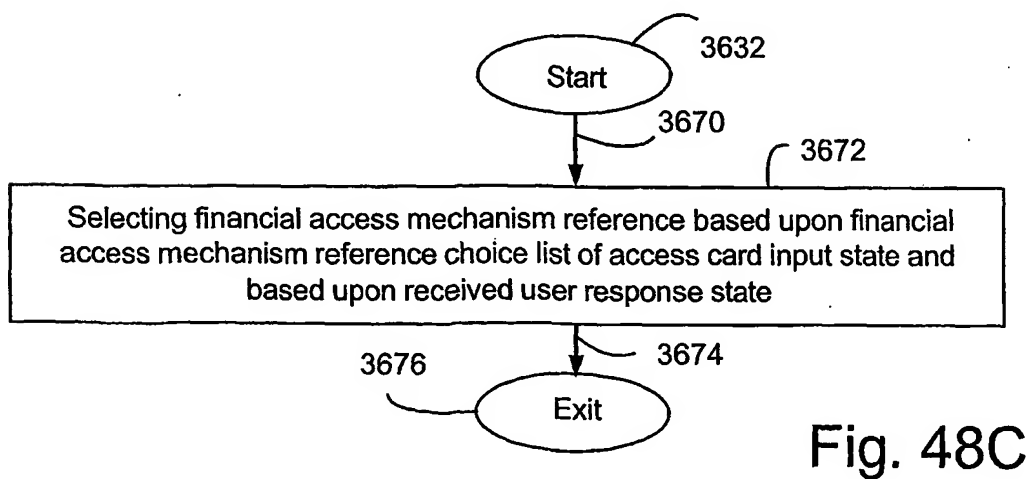 3632
Start
3670
3672
Selecting financial access mechanism reference based upon financial
access mechanism reference choice list of access card input state and
based upon received user response state
3674
3676
Exit
Fig. 48C